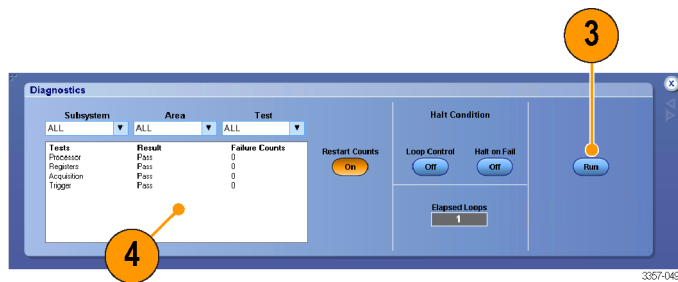 3
Diagnostics
x
Subsystem Area Test Halt Condition
ALL ALL ALL
Tests Result Failure Counts Restart Counts Loop Control Halt on Fail
Processor Pass 0 On Off Off Run
Registers Pass 0
Acquisition Pass 0
Trigger Pass 0
Elapsed Loops
1
4
3357-049